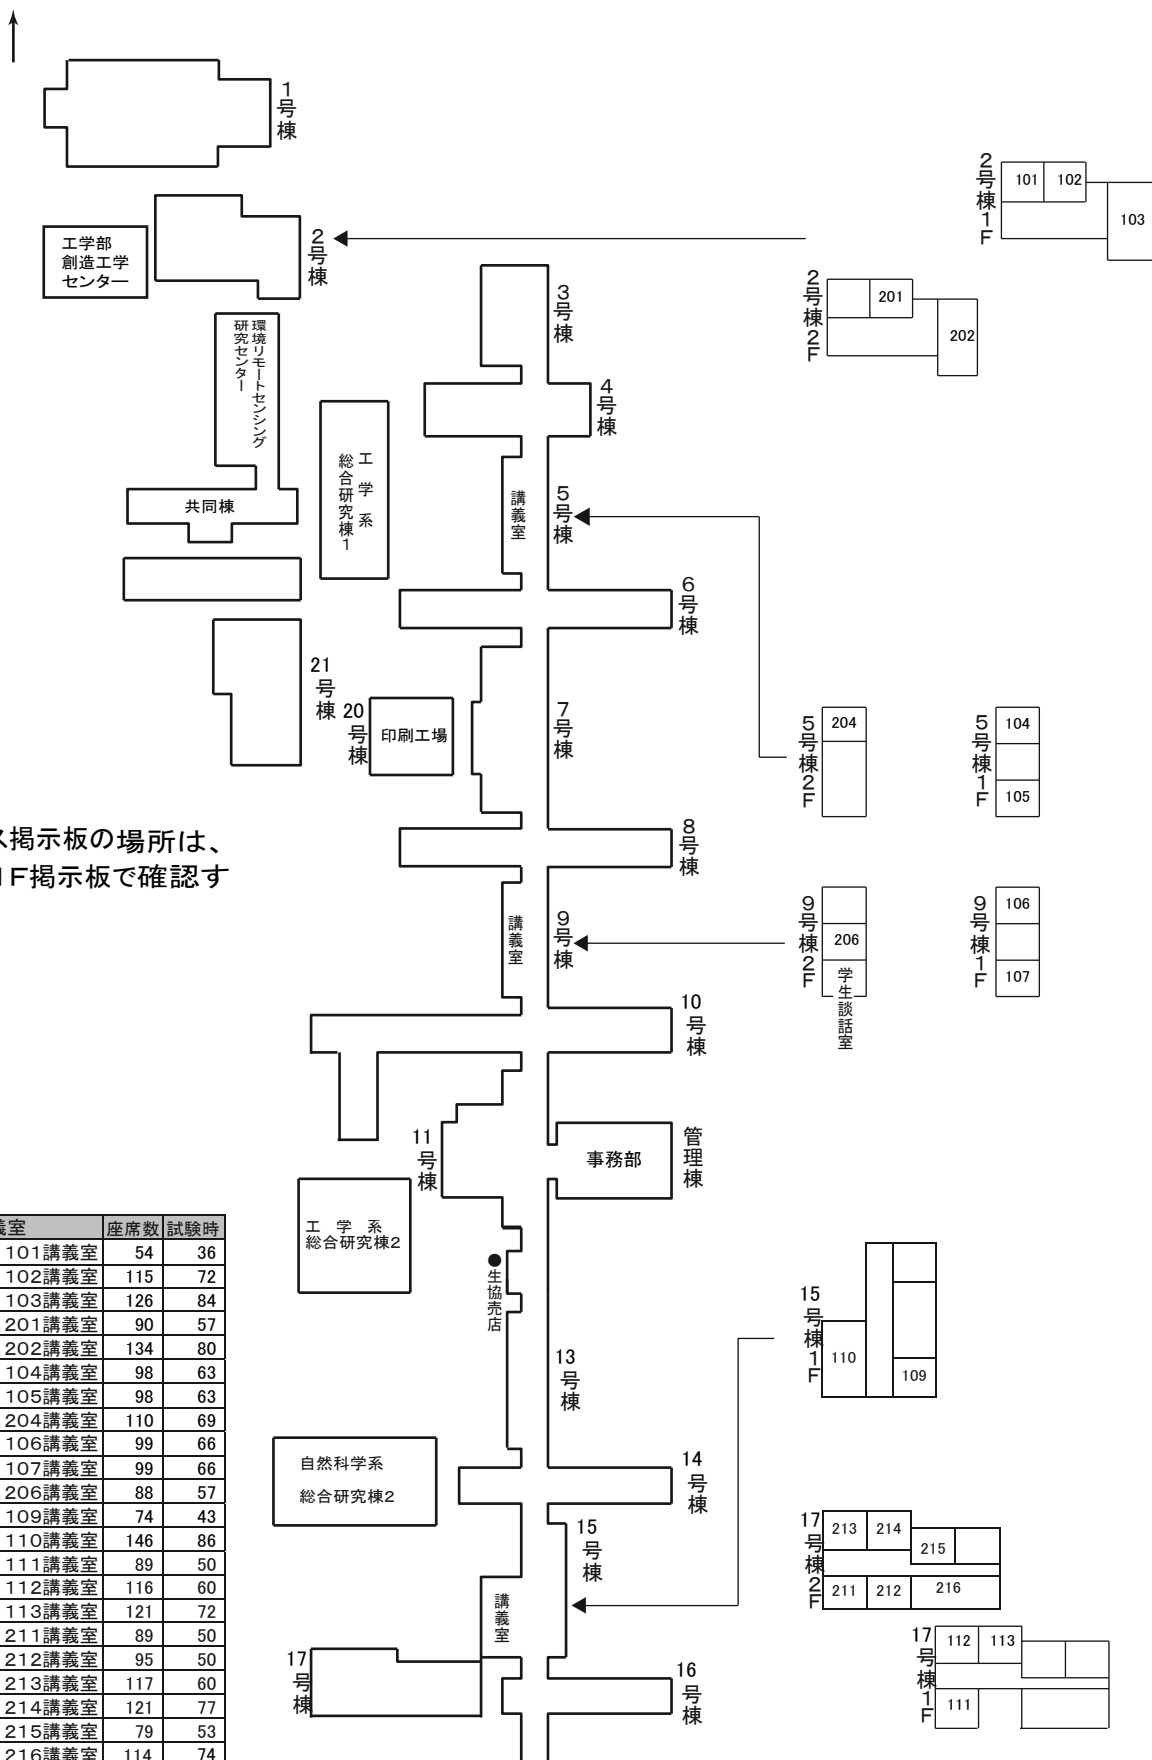 1号棟
2号棟1F
101 102
103
工学部
創造工学
センター
2号棟
2号棟2F
201
202
3号棟
環境リモートセンシング
研究センター
4号棟
工学系
総合研究棟1
共同棟
講義室
5号棟
6号棟
21号棟
20号棟
印刷工場
7号棟
5号棟2F
204
5号棟1F
104
105
ス掲示板の場所は、
1F掲示板で確認す
8号棟
講義室
9号棟
9号棟2F
206
学生談話室
9号棟1F
106
107
10号棟
11号棟
事務部
管理棟
工学系
総合研究棟2
●
生協売店
13号棟
15号棟1F
110
109
義室 座席数 試験時
101講義室 54 36
102講義室 115 72
103講義室 126 84
201講義室 90 57
202講義室 134 80
104講義室 98 63
105講義室 98 63
204講義室 110 69
106講義室 99 66
107講義室 99 66
206講義室 88 57
109講義室 74 43
110講義室 146 86
111講義室 89 50
112講義室 116 60
113講義室 121 72
211講義室 89 50
212講義室 95 50
213講義室 117 60
214講義室 121 77
215講義室 79 53
216講義室 114 74
自然科学系
総合研究棟2
14号棟
15号棟
講義室
17号棟
16号棟
17号棟2F
213 214
215
211 212 216
17号棟1F
112 113
111